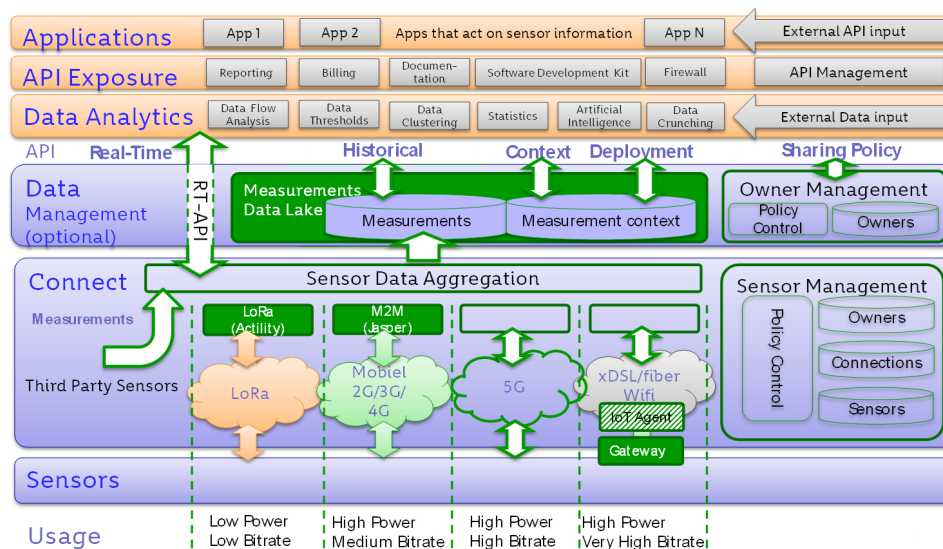 Applications
App 1
App 2
Apps that act on sensor information
App N
External API input
API Exposure
Reporting
Billing
Documen-
tation
Software Development Kit
Firewall
API Management
Data Analytics
Data Flow
Analysis
Data
Thresholds
Data
Clustering
Statistics
Artificial
Intelligence
Data
Crunching
External Data input
API
Real-Time
Historical
Context
Deployment
Sharing Policy
RT-API
Data
Management
(optional)
Measurements
Data Lake
Measurements
Measurement context
Owner Management
Policy
Control
Owners
Connect
Sensor Data Aggregation
Measurements
Third Party Sensors
LoRa
(Actility)
M2M
(Jasper)
LoRa
Mobiel
2G/3G/
4G
5G
xDSL/fiber
Wifi
IoT Agent
Gateway
Sensor Management
Policy Control
Owners
Connections
Sensors
Sensors
Usage
Low Power
Low Bitrate
High Power
Medium Bitrate
High Power
High Bitrate
High Power
Very High Bitrate